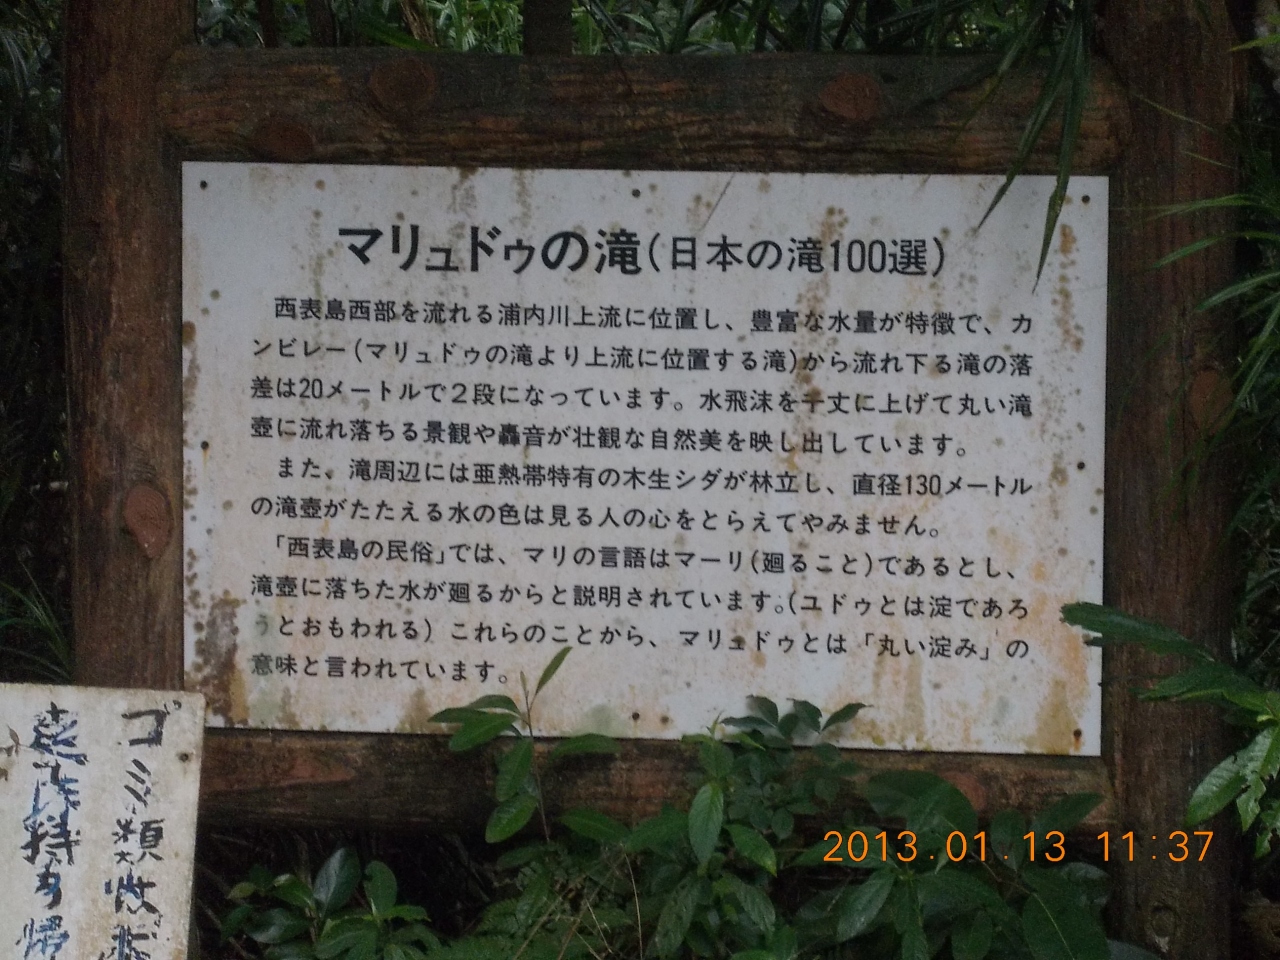 マリュドゥの滝(日本の滝100選)
西表島西部を流れる浦内川上流に位置し、豊富な水量が特徴で、カ
ンビレー(マリュドゥの滝より上流に位置する滝)から流れ下る滝の落
差は20メートルで2段になっています。水飛沫を千丈に上げて丸い滝
壺に流れ落ちる景観や轟音が壮観な自然美を映し出しています。
また、滝周辺には亜熱帯特有の木生シダが林立し、直径130メートル
の滝壺がたたえる水の色は見る人の心をとらえてやみません。
「西表島の民俗」では、マリの言語はマーリ(廻ること)であるとし、
滝壺に落ちた水が廻るからと説明されています。(ユドゥとは淀であろ
うとおもわれる)これらのことから、マリュドゥとは「丸い淀み」の
意味と言われています。
ゴミ類は
持ち帰
2013.01.13 11:37